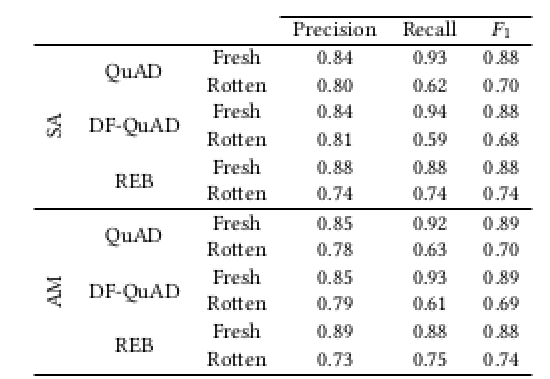 Precision Recall F1
SA QuAD Fresh 0.84 0.93 0.88
Rotten 0.80 0.62 0.70
DF-QuAD Fresh 0.84 0.94 0.88
Rotten 0.81 0.59 0.68
REB Fresh 0.88 0.88 0.88
Rotten 0.74 0.74 0.74
AM QuAD Fresh 0.85 0.92 0.89
Rotten 0.78 0.63 0.70
DF-QuAD Fresh 0.85 0.93 0.89
Rotten 0.79 0.61 0.69
REB Fresh 0.89 0.88 0.88
Rotten 0.73 0.75 0.74